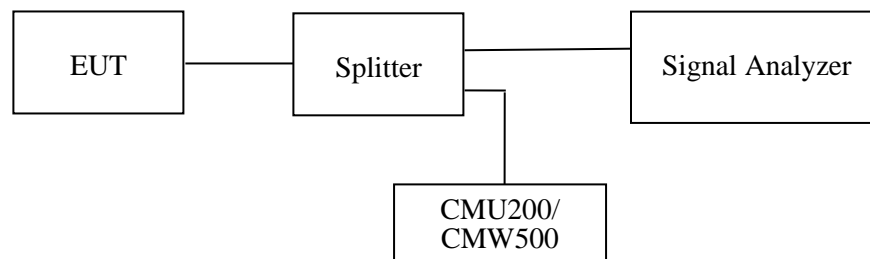 EUT
Splitter
Signal Analyzer
CMU200/
CMW500